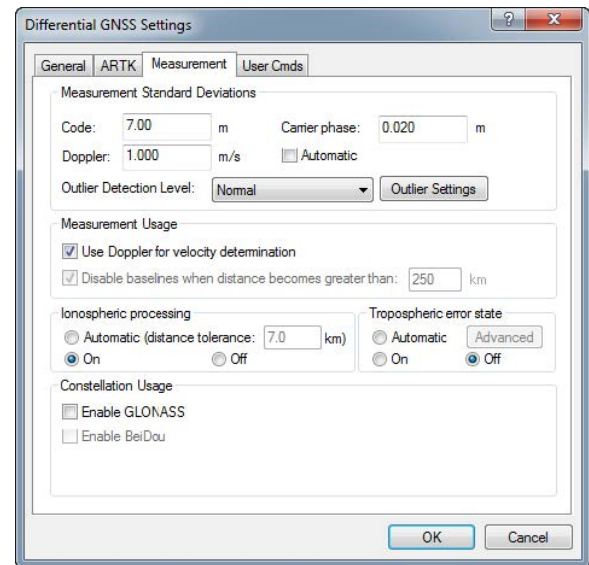 Differential GNSS Settings
General ARTK Measurement User Cmds
Measurement Standard Deviations
Code: 7.00 m Carrier phase: 0.020 m
Doppler: 1.000 m/s Automatic
Outlier Detection Level: Normal Outlier Settings
Measurement Usage
Use Doppler for velocity determination
Disable baselines when distance becomes greater than: 250 km
Ionospheric processing
Automatic (distance tolerance: 7.0 km)
On Off
Tropospheric error state
Automatic Advanced
On Off
Constellation Usage
Enable GLONASS
Enable BeiDou
OK Cancel